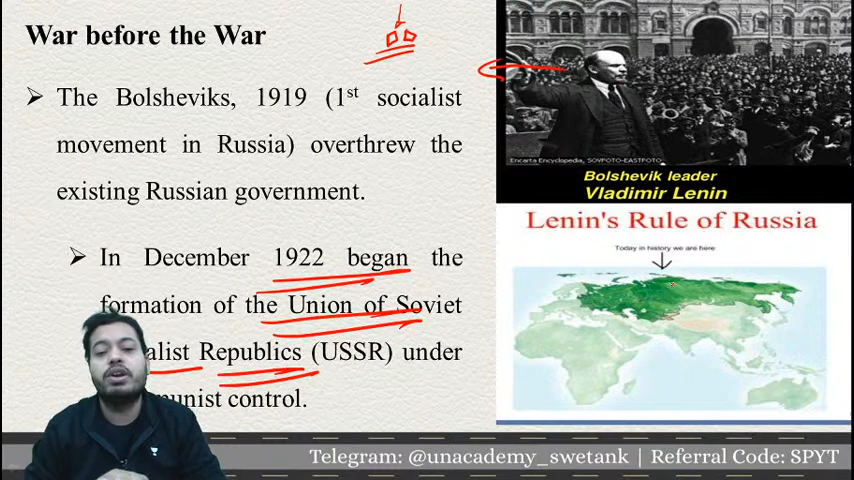 War before the War
➢ The Bolsheviks, 1919 (1st socialist
movement in Russia) overthrew the
existing Russian government.
➢ In December 1922 began the
formation of the Union of Soviet
alist Republics (USSR) under
munist control.
Encarta Encyclopedia, SOVFOTO-EASTFOTO
Bolshevik leader
Vladimir Lenin
Lenin's Rule of Russia
Today in history we are here
Telegram: @unacademy_swetank | Referral Code: SPYT